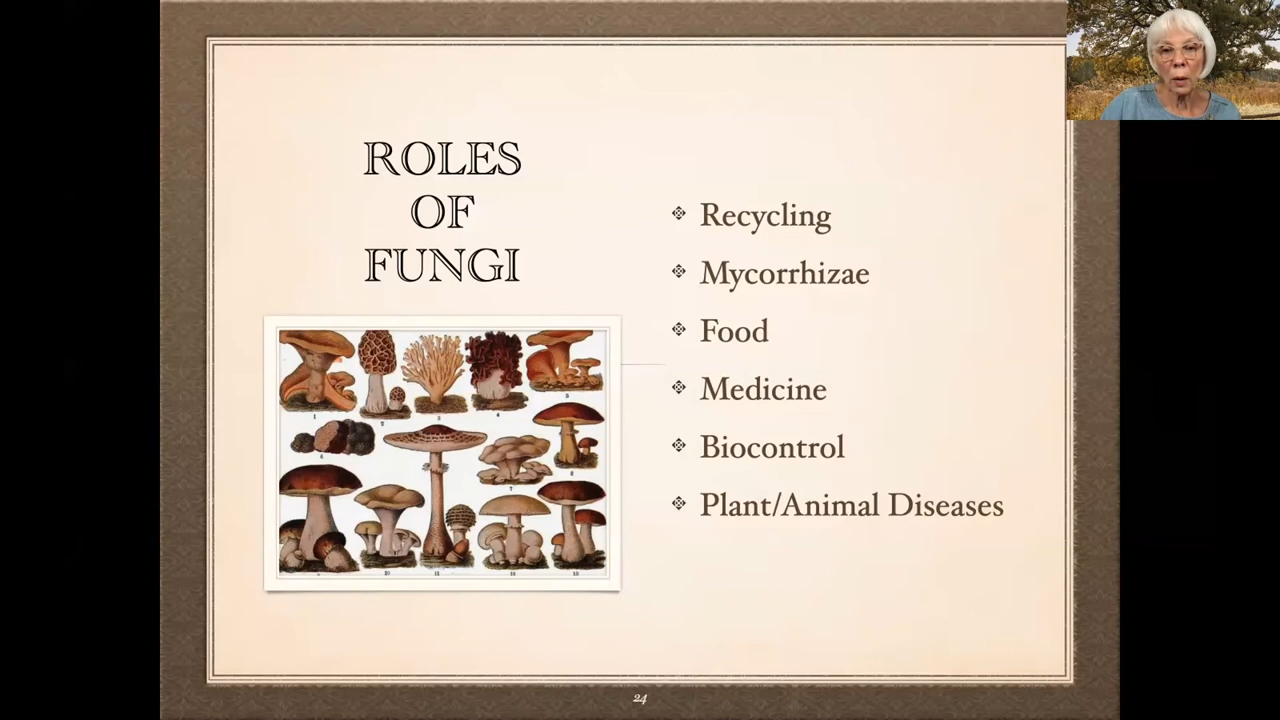 ROLES
OF
FUNGI
Recycling
Mycorrhizae
Food
Medicine
Biocontrol
Plant/Animal Diseases
24